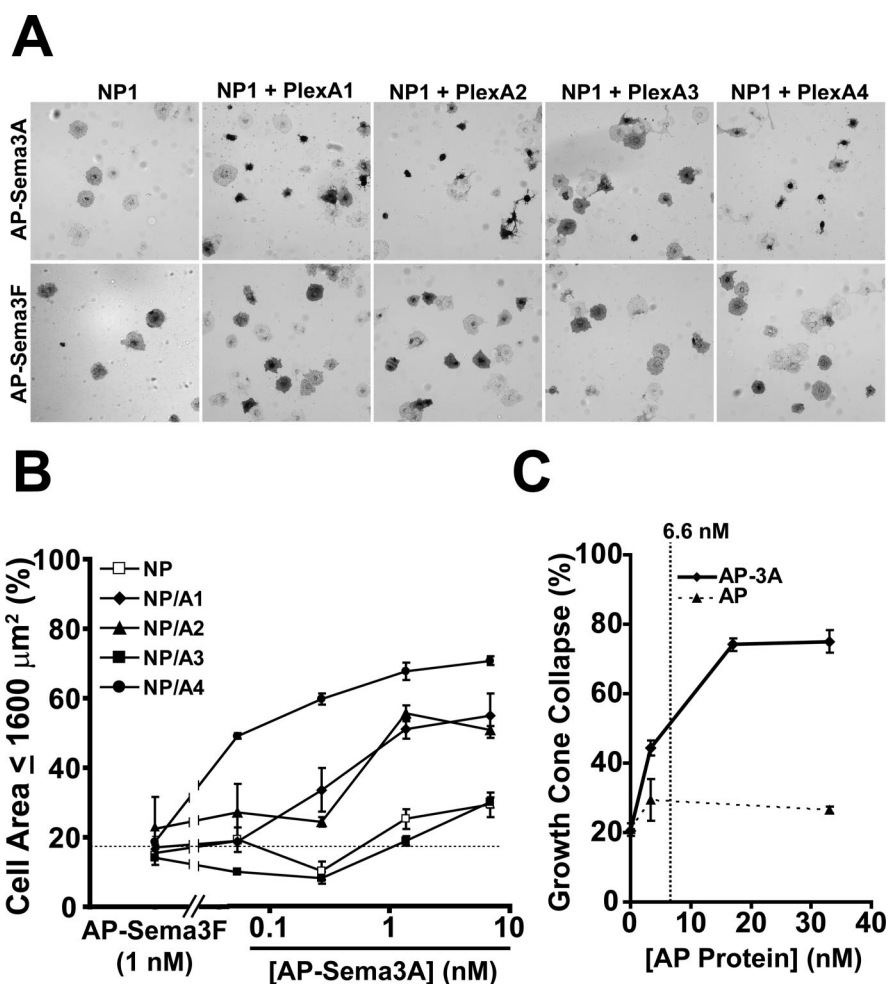 A
NP1 NP1 + PlexA1 NP1 + PlexA2 NP1 + PlexA3 NP1 + PlexA4
AP-Sema3A
AP-Sema3F
B
Cell Area ≤ 1600 μm² (%)
100
80
60
40
20
0
NP
NP/A1
NP/A2
NP/A3
NP/A4
0.1 1 10
AP-Sema3F
(1 nM)
[AP-Sema3A] (nM)
C
6.6 nM
Growth Cone Collapse (%)
100
80
60
40
20
0
AP-3A
AP
0 10 20 30 40
[AP Protein] (nM)